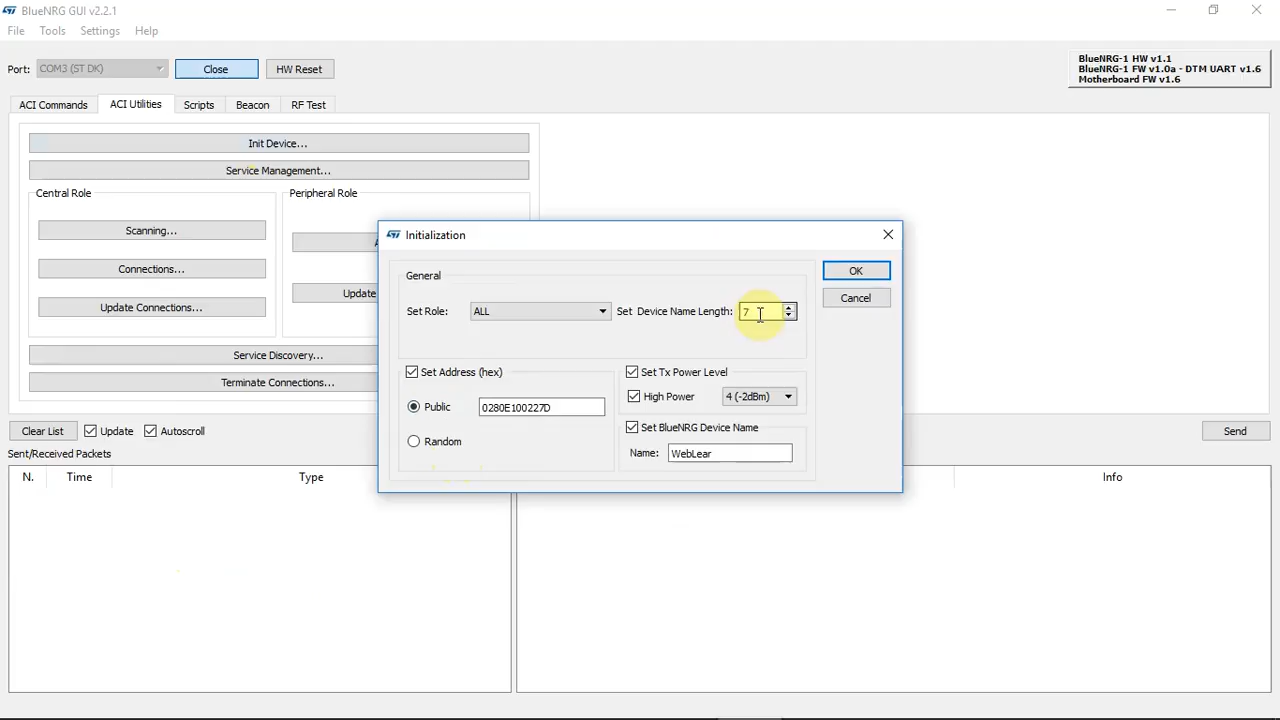 BlueNRG GUI v2.2.1
File Tools Settings Help
Port: COM3 (ST DK) Close HW Reset
BlueNRG-1 HW v1.1
BlueNRG-1 FW v1.0a - DTM UART v1.6
Motherboard FW v1.6
ACI Commands ACI Utilities Scripts Beacon RF Test
Init Device...
Service Management...
Central Role Peripheral Role
Scanning...
Connections...
Update Connections... Update
Service Discovery...
Terminate Connections...
Initialization
OK
Cancel
General
Set Role: ALL Set Device Name Length: 7
Set Address (hex)
Public 0280E100227D
Random
Set Tx Power Level
High Power 4 (-2dBm)
Set BlueNRG Device Name
Name: WebLear
Clear List Update Autoscroll Send
Sent/Received Packets
N. Time Type Info